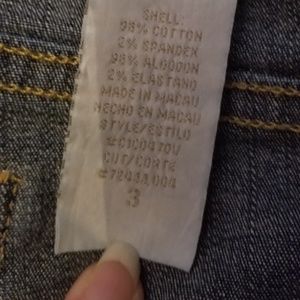 SHELL:
98% COTTON
2% SPANDEX
98% ALGODON
2% ELASTANO
MADE IN MACAU
HECHO EN MACAU
STYLE/ESTILO
CUT/CORTE
3